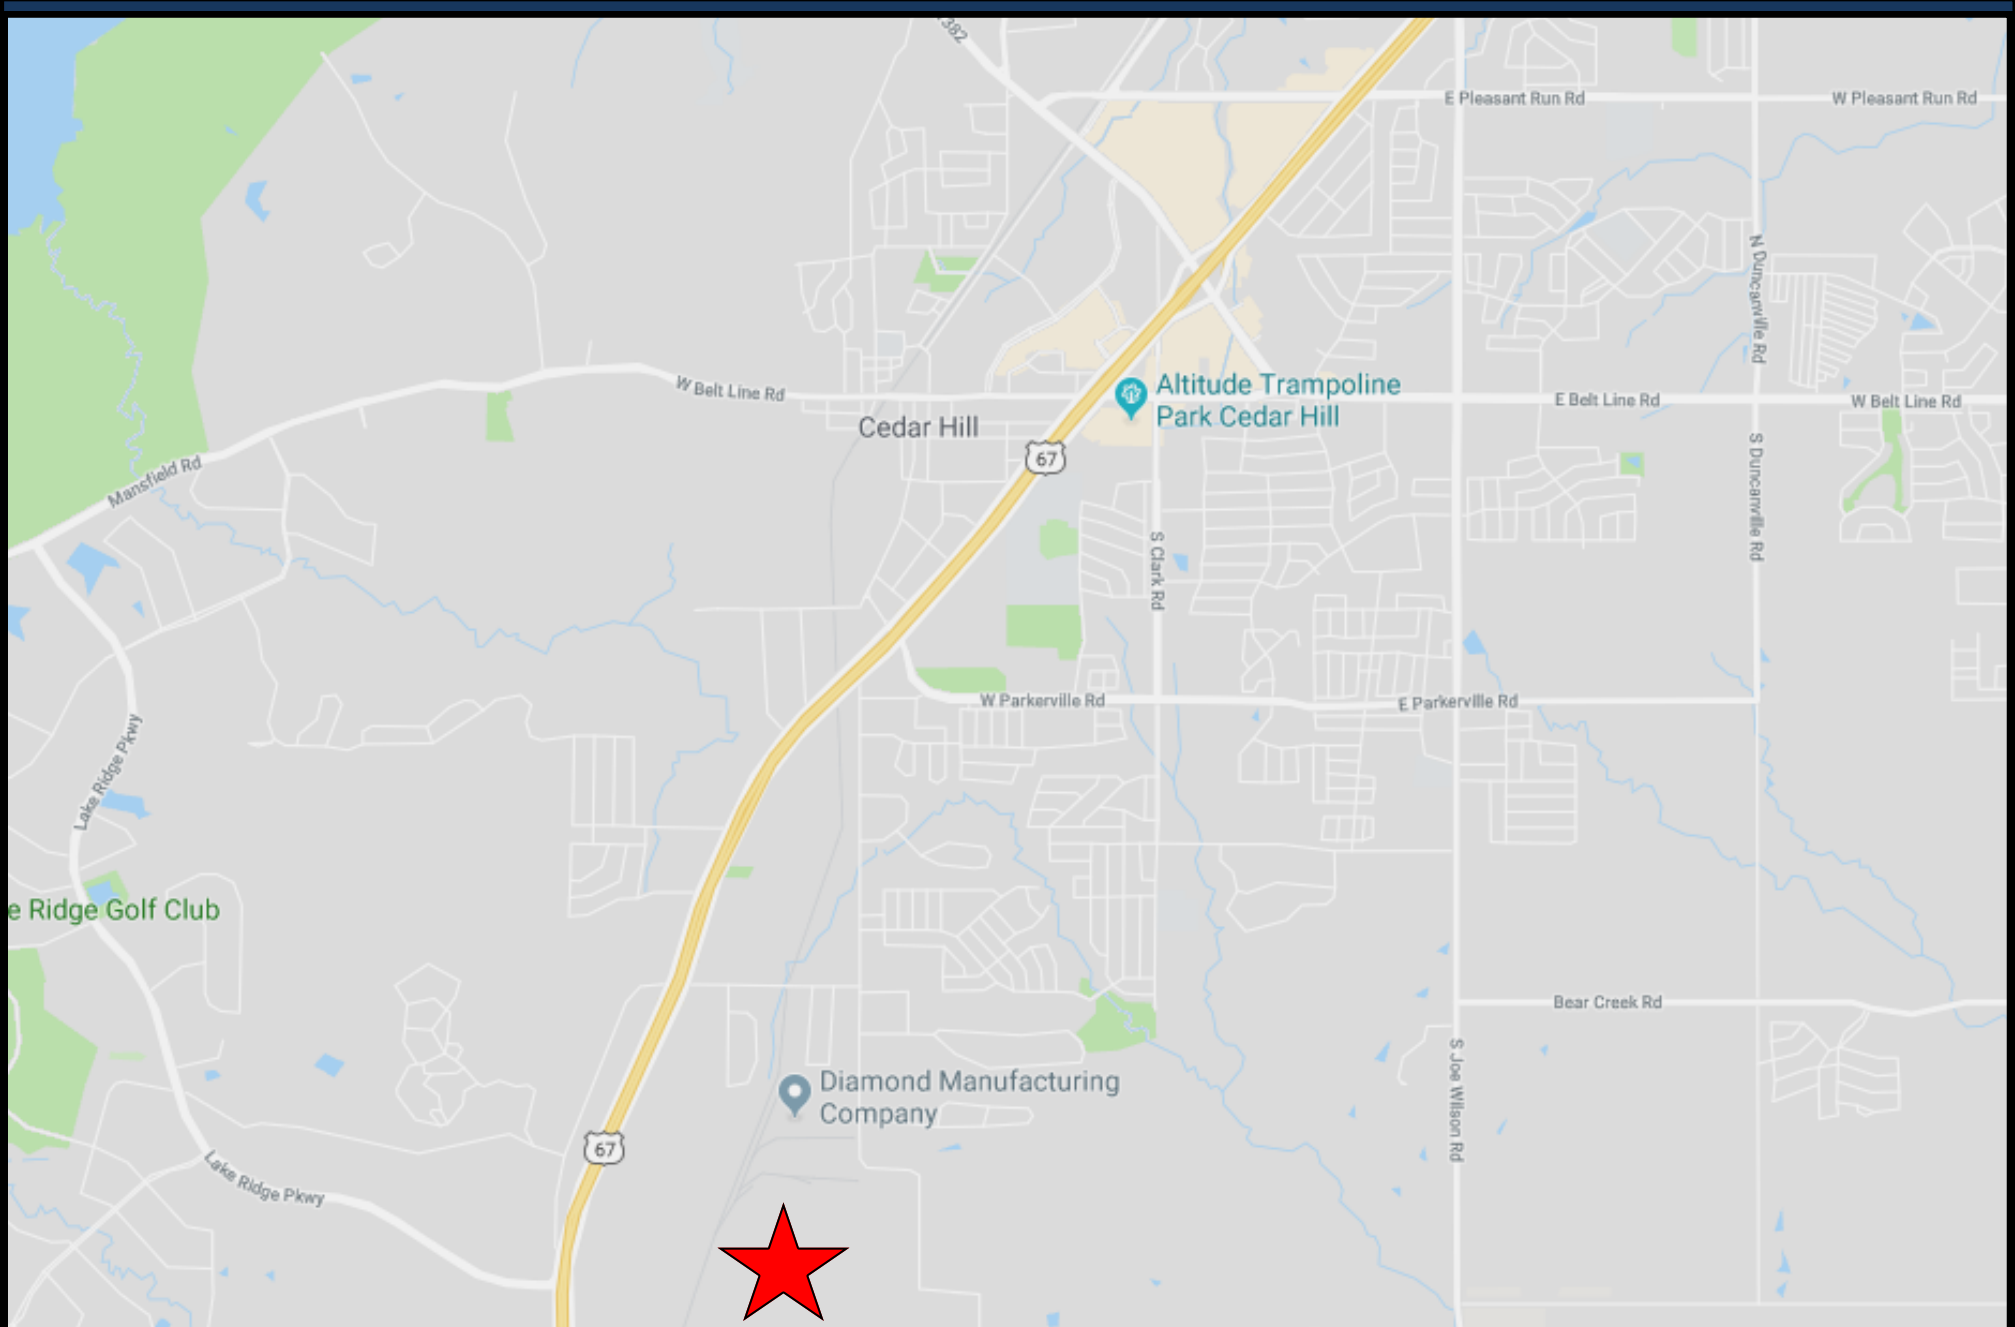 382
E Pleasant Run Rd
W Pleasant Run Rd
N Duncanville Rd
W Belt Line Rd
Altitude Trampoline
Park Cedar Hill
E Belt Line Rd
W Belt Line Rd
Cedar Hill
67
Mansfield Rd
S Duncanville Rd
S Clark Rd
W Parkerville Rd
E Parkerville Rd
Lake Ridge Pkwy
e Ridge Golf Club
Bear Creek Rd
S Joe Wilson Rd
Diamond Manufacturing
Company
67
Lake Ridge Pkwy